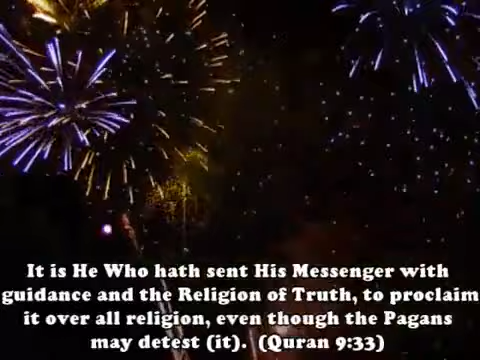 It is He Who hath sent His Messenger with
guidance and the Religion of Truth, to proclaim
it over all religion, even though the Pagans
may detest (it). (Quran 9:33)